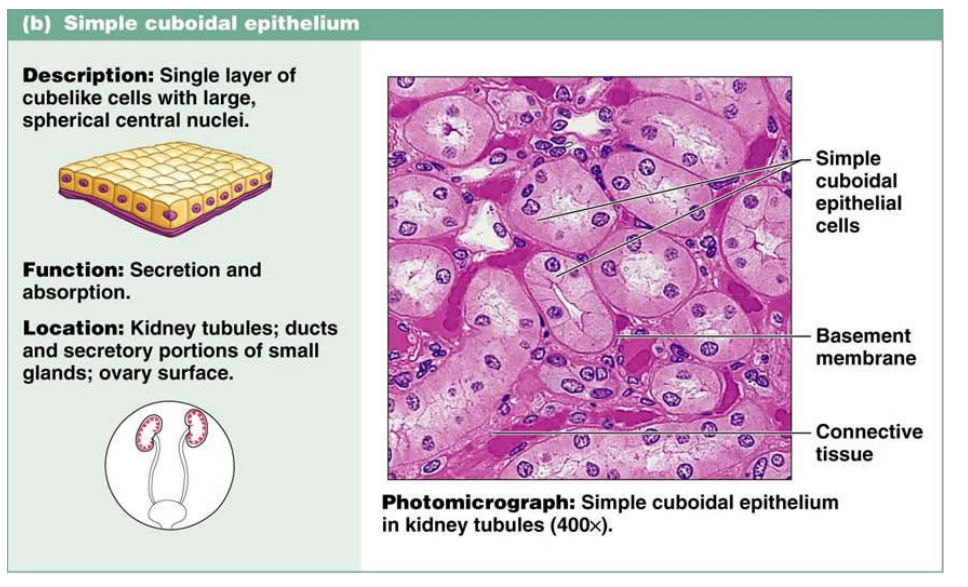 (b) Simple cuboidal epithelium
Description: Single layer of
cubelike cells with large,
spherical central nuclei.
Function: Secretion and
absorption.
Location: Kidney tubules; ducts
and secretory portions of small
glands; ovary surface.
Simple
cuboidal
epithelial
cells
Basement
membrane
Connective
tissue
Photomicrograph: Simple cuboidal epithelium
in kidney tubules (400×).